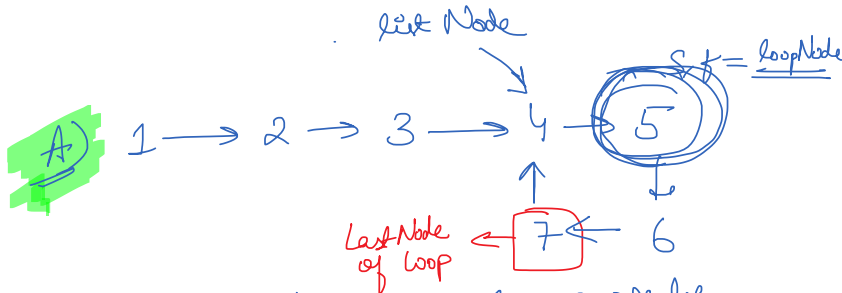 list Node
s f = loopNode
A) 1 → 2 → 3 → 4 → 5
Last Node
of loop
7 ← 6